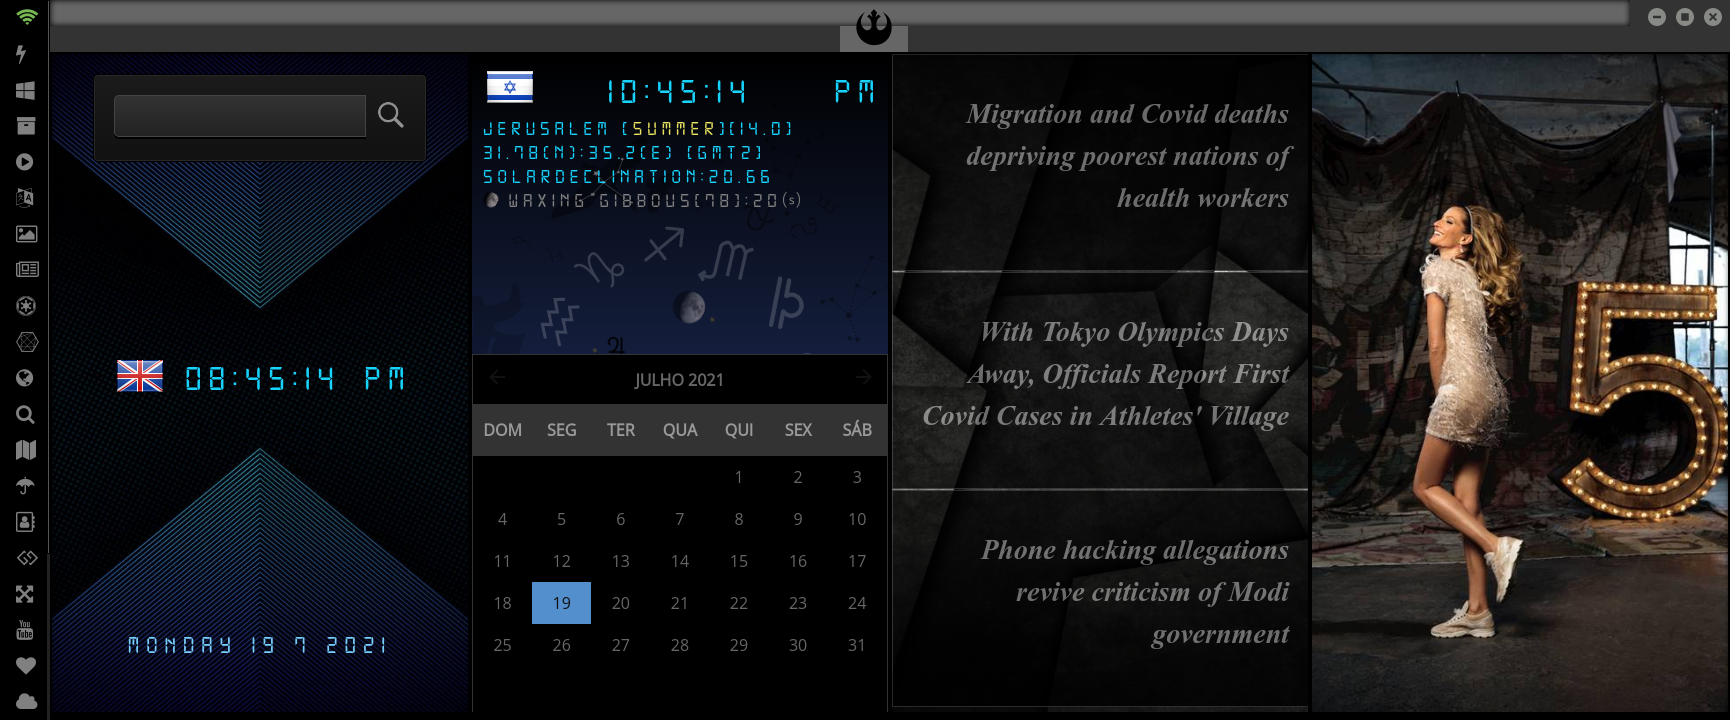 08:45:14 PM
MONDAY 19 7 2021
10:45:14 PM
JERUSALEM (SUMMER)(14.0)
31.78(N):35.2(E) (GMT2)
SOLARDECLINATION:20.66
WAXING GIBBOUS(78):20(s)
JULHO 2021
DOM SEG TER QUA QUI SEX SÁB
1 2 3
4 5 6 7 8 9 10
11 12 13 14 15 16 17
18 19 20 21 22 23 24
25 26 27 28 29 30 31
Migration and Covid deaths
depriving poorest nations of
health workers
With Tokyo Olympics Days
Away, Officials Report First
Covid Cases in Athletes' Village
Phone hacking allegations
revive criticism of Modi
government
5
You
Tube